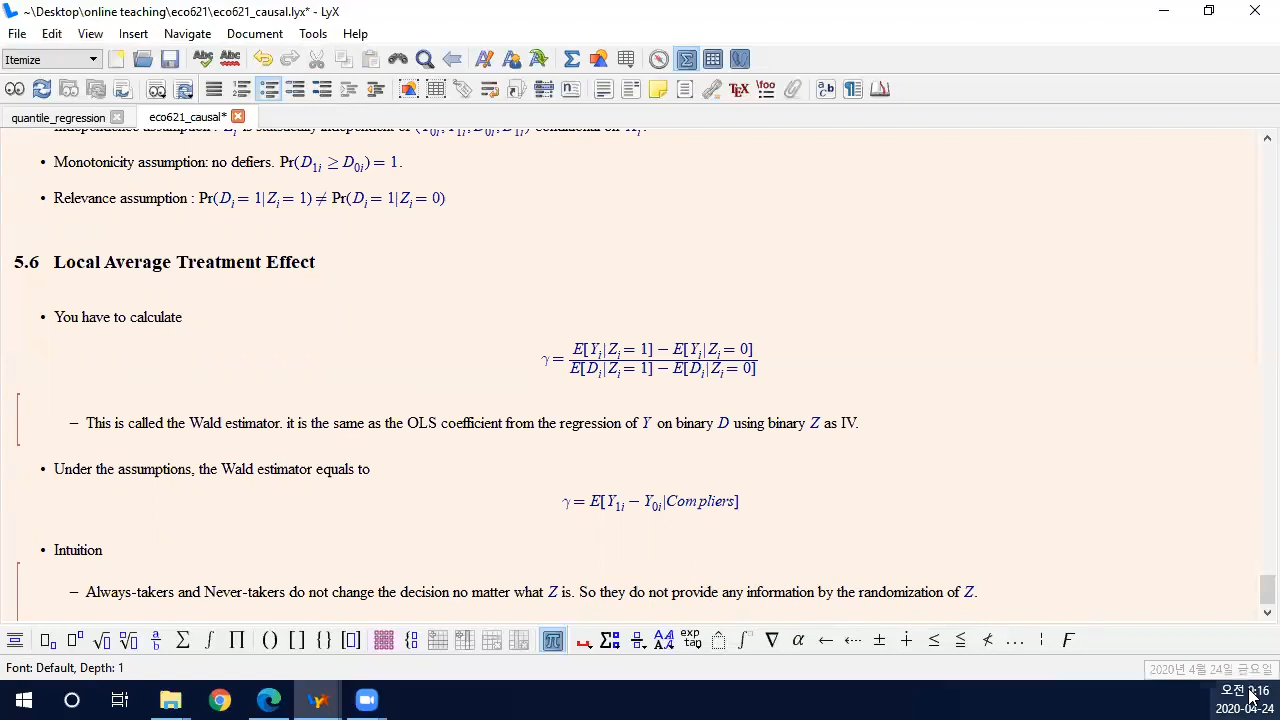 ~\Desktop\online teaching\eco621\eco621_causal.lyx* - LyX
File Edit View Insert Navigate Document Tools Help
Itemize
quantile_regression eco621_causal*
• Monotonicity assumption: no defiers. Pr(D1i ≥ D0i) = 1.
• Relevance assumption : Pr(Di = 1|Zi = 1) ≠ Pr(Di = 1|Zi = 0)
5.6 Local Average Treatment Effect
• You have to calculate
γ = E[Yi|Zi = 1] − E[Yi|Zi = 0]
E[Di|Zi = 1] − E[Di|Zi = 0]
– This is called the Wald estimator. it is the same as the OLS coefficient from the regression of Y on binary D using binary Z as IV.
• Under the assumptions, the Wald estimator equals to
γ = E[Y1i − Y0i|Compliers]
• Intuition
– Always-takers and Never-takers do not change the decision no matter what Z is. So they do not provide any information by the randomization of Z.
Font: Default, Depth: 1
2020년 4월 24일 금요일
오전 :16
2020-04-24